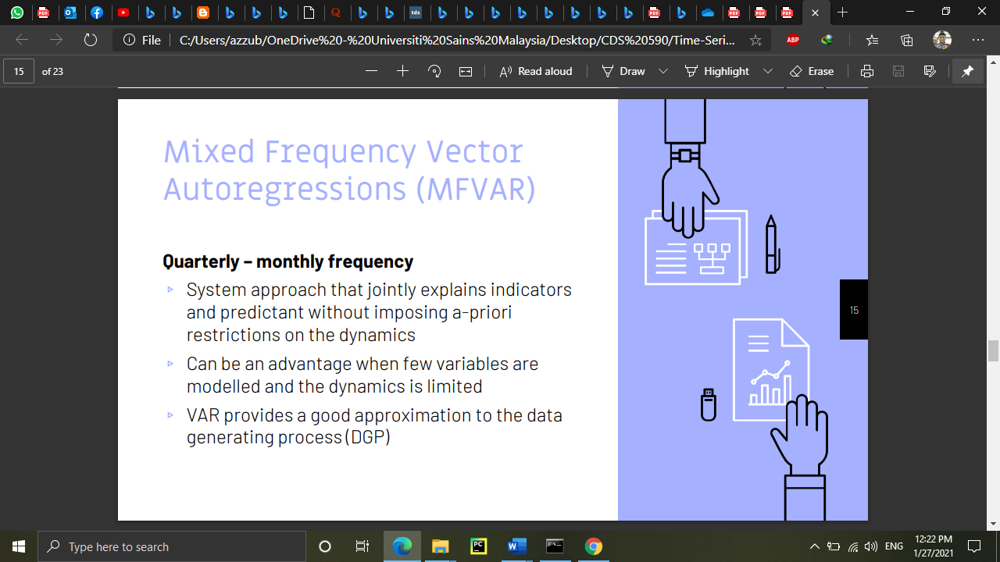 tds
File
C:/Users/azzub/OneDrive%20-%20Universiti%20Sains%20Malaysia/Desktop/CDS%20590/Time-Seri...
ABP
15 of 23
Read aloud
Draw
Highlight
Erase
Mixed Frequency Vector
Autoregressions (MFVAR)
Quarterly – monthly frequency
System approach that jointly explains indicators
and predictant without imposing a-priori
restrictions on the dynamics
Can be an advantage when few variables are
modelled and the dynamics is limited
VAR provides a good approximation to the data
generating process (DGP)
15
Type here to search
PC
W
ENG
12:22 PM
1/27/2021